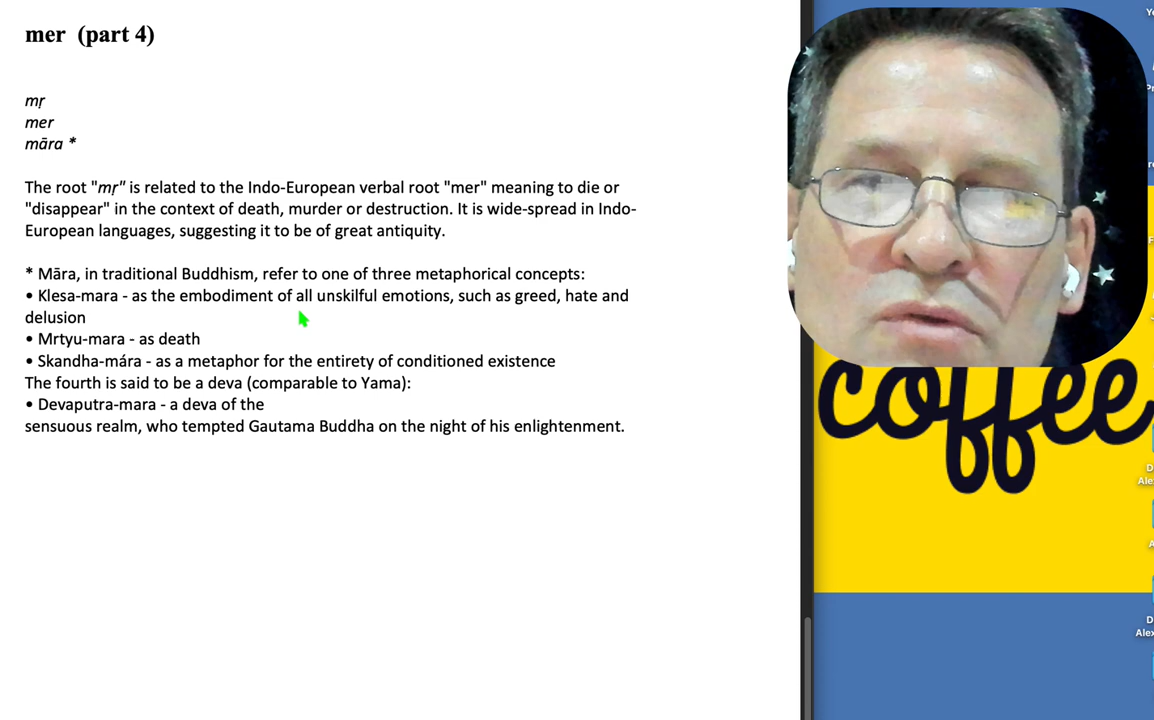 mer (part 4)
mṛ
mer
māra *
The root "mṛ" is related to the Indo-European verbal root "mer" meaning to die or
"disappear" in the context of death, murder or destruction. It is wide-spread in Indo-
European languages, suggesting it to be of great antiquity.
* Māra, in traditional Buddhism, refer to one of three metaphorical concepts:
• Klesa-mara - as the embodiment of all unskilful emotions, such as greed, hate and
delusion
• Mrtyu-mara - as death
• Skandha-mára - as a metaphor for the entirety of conditioned existence
The fourth is said to be a deva (comparable to Yama):
• Devaputra-mara - a deva of the
sensuous realm, who tempted Gautama Buddha on the night of his enlightenment.
coffee